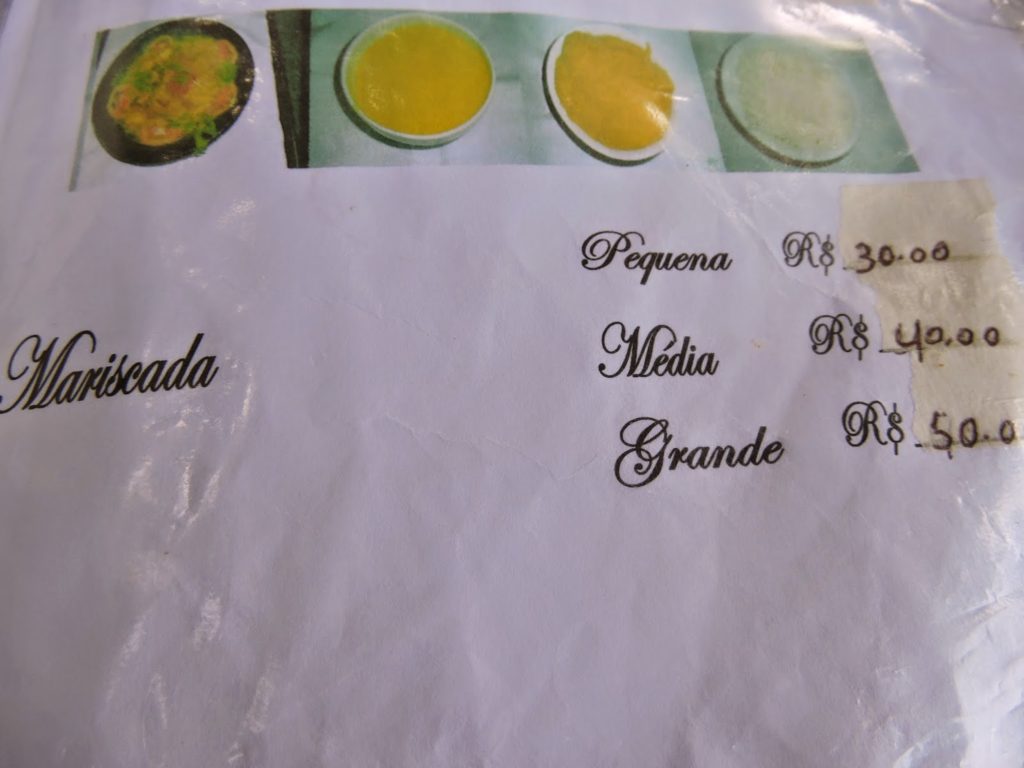 Pequena R$ 30.00
Mariscada Média R$ 40.00
Grande R$ 50.0